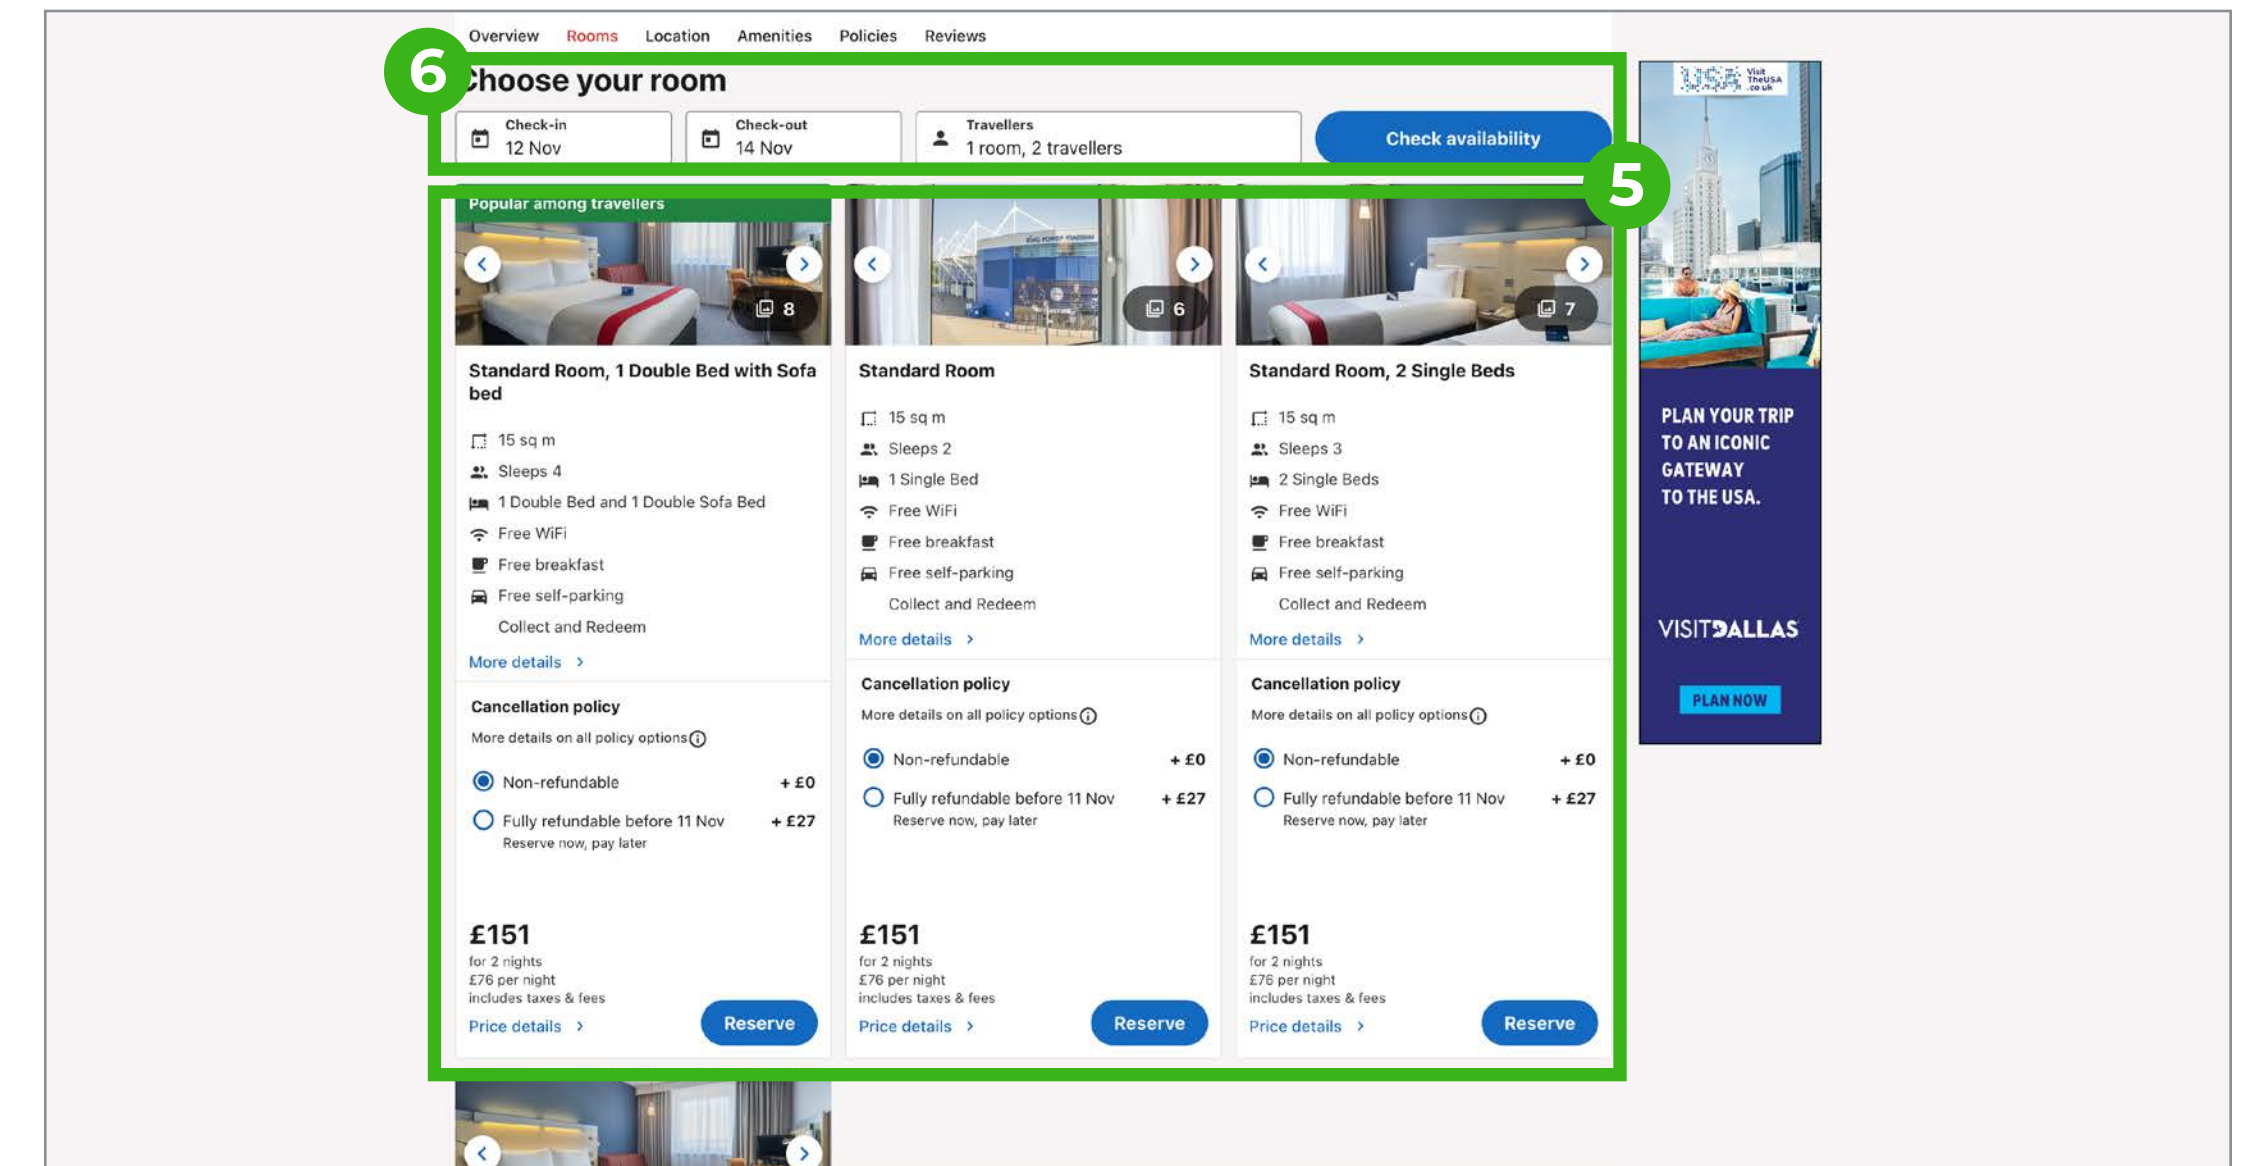 Overview Rooms Location Amenities Policies Reviews
6
Choose your room
Check-in
12 Nov
Check-out
14 Nov
Travellers
1 room, 2 travellers
Check availability
5
Popular among travellers
8
Standard Room, 1 Double Bed with Sofa
bed
15 sq m
Sleeps 4
1 Double Bed and 1 Double Sofa Bed
Free WiFi
Free breakfast
Free self-parking
Collect and Redeem
More details
Cancellation policy
More details on all policy options
Non-refundable + £0
Fully refundable before 11 Nov + £27
Reserve now, pay later
£151
for 2 nights
£76 per night
includes taxes & fees
Price details
Reserve
KING POWER STADIUM
6
Standard Room
15 sq m
Sleeps 2
1 Single Bed
Free WiFi
Free breakfast
Free self-parking
Collect and Redeem
More details
Cancellation policy
More details on all policy options
Non-refundable + £0
Fully refundable before 11 Nov + £27
Reserve now, pay later
£151
for 2 nights
£76 per night
includes taxes & fees
Price details
Reserve
7
Standard Room, 2 Single Beds
15 sq m
Sleeps 3
2 Single Beds
Free WiFi
Free breakfast
Free self-parking
Collect and Redeem
More details
Cancellation policy
More details on all policy options
Non-refundable + £0
Fully refundable before 11 Nov + £27
Reserve now, pay later
£151
for 2 nights
£76 per night
includes taxes & fees
Price details
Reserve
USA
Visit
TheUSA
.co.uk
PLAN YOUR TRIP
TO AN ICONIC
GATEWAY
TO THE USA.
VISITDALLAS
PLAN NOW